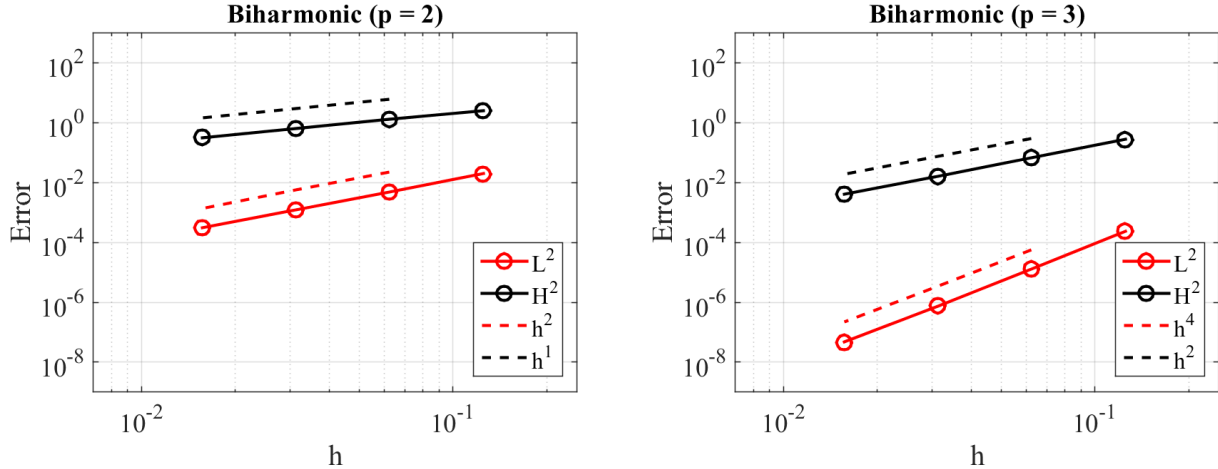 Biharmonic (p = 2)
10^2
10^0
10^-2
10^-4
10^-6
10^-8
Error
10^-2
10^-1
h
L^2
H^2
h^2
h^1
Biharmonic (p = 3)
10^2
10^0
10^-2
10^-4
10^-6
10^-8
Error
10^-2
10^-1
h
L^2
H^2
h^4
h^2